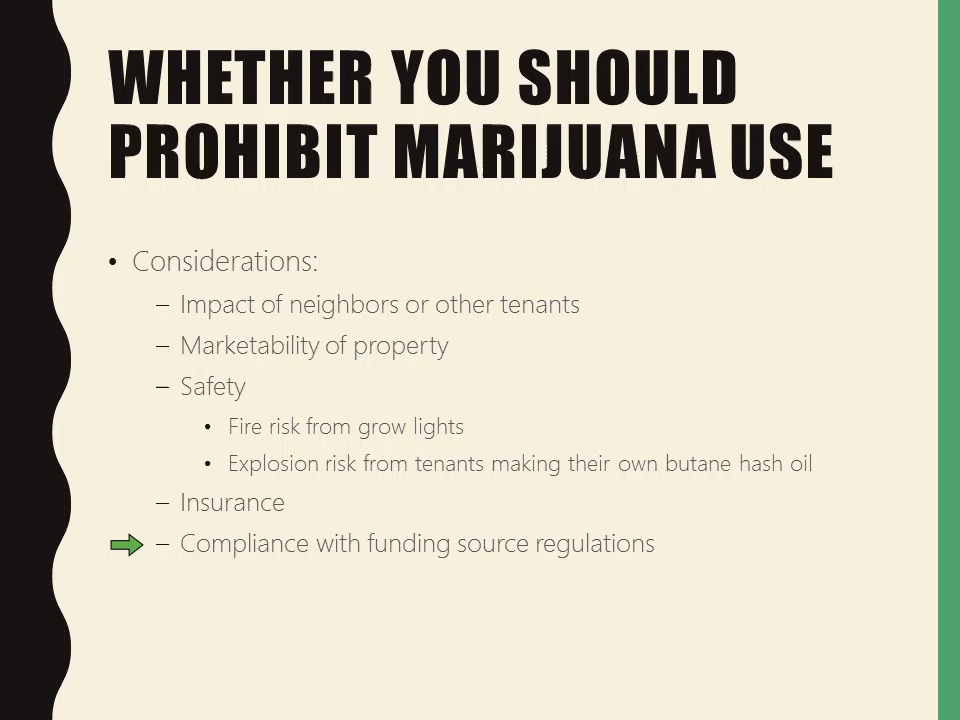 WHETHER YOU SHOULD
PROHIBIT MARIJUANA USE
• Considerations:
– Impact of neighbors or other tenants
– Marketability of property
– Safety
• Fire risk from grow lights
• Explosion risk from tenants making their own butane hash oil
– Insurance
– Compliance with funding source regulations